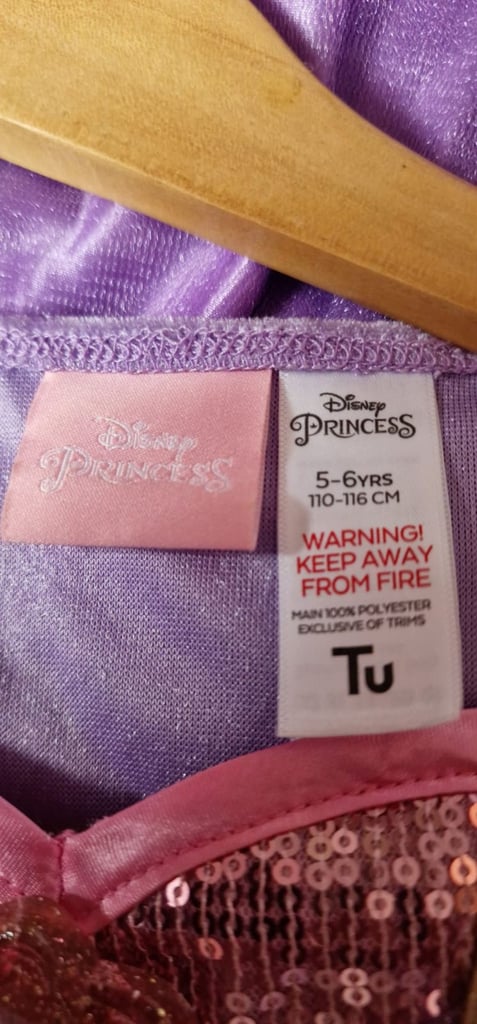 Disney
PRINCESS
Disney
PRINCESS
5-6YRS
110-116 CM
WARNING!
KEEP AWAY
FROM FIRE
MAIN 100% POLYESTER
EXCLUSIVE OF TRIMS
Tu